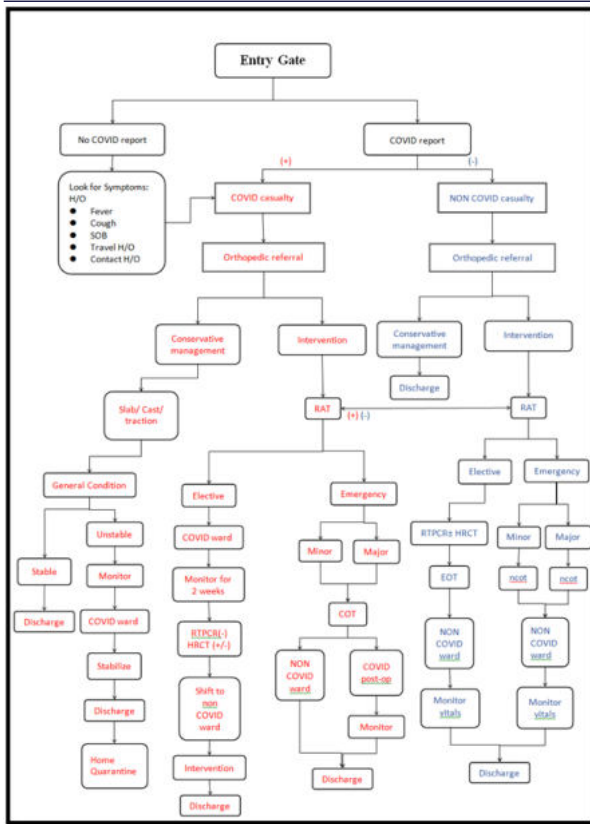 Entry Gate
No COVID report
COVID report
(+)
(-)
Look for Symptoms:
H/O
● Fever
● Cough
● SOB
● Travel H/O
● Contact H/O
COVID casualty
NON COVID casualty
Orthopedic referral
Orthopedic referral
Conservative
management
Intervention
Conservative
management
Intervention
Discharge
Slab/ Cast/
traction
RAT
(+) (-)
RAT
General Condition
Elective
Emergency
Elective
Emergency
Unstable
Stable
COVID ward
Minor
Major
RTPCR± HRCT
Minor
Major
Monitor
Monitor for
2 weeks
EOT
ncot
ncot
Discharge
COVID ward
COT
RTPCR(-)
HRCT (+/-)
Stabilize
NON
COVID
ward
COVID
post-op
NON
COVID
ward
NON
COVID
ward
Discharge
Shift to
non
COVID
ward
Monitor
Monitor
vitals
Monitor
vitals
Home
Quarantine
Intervention
Discharge
Discharge
Discharge